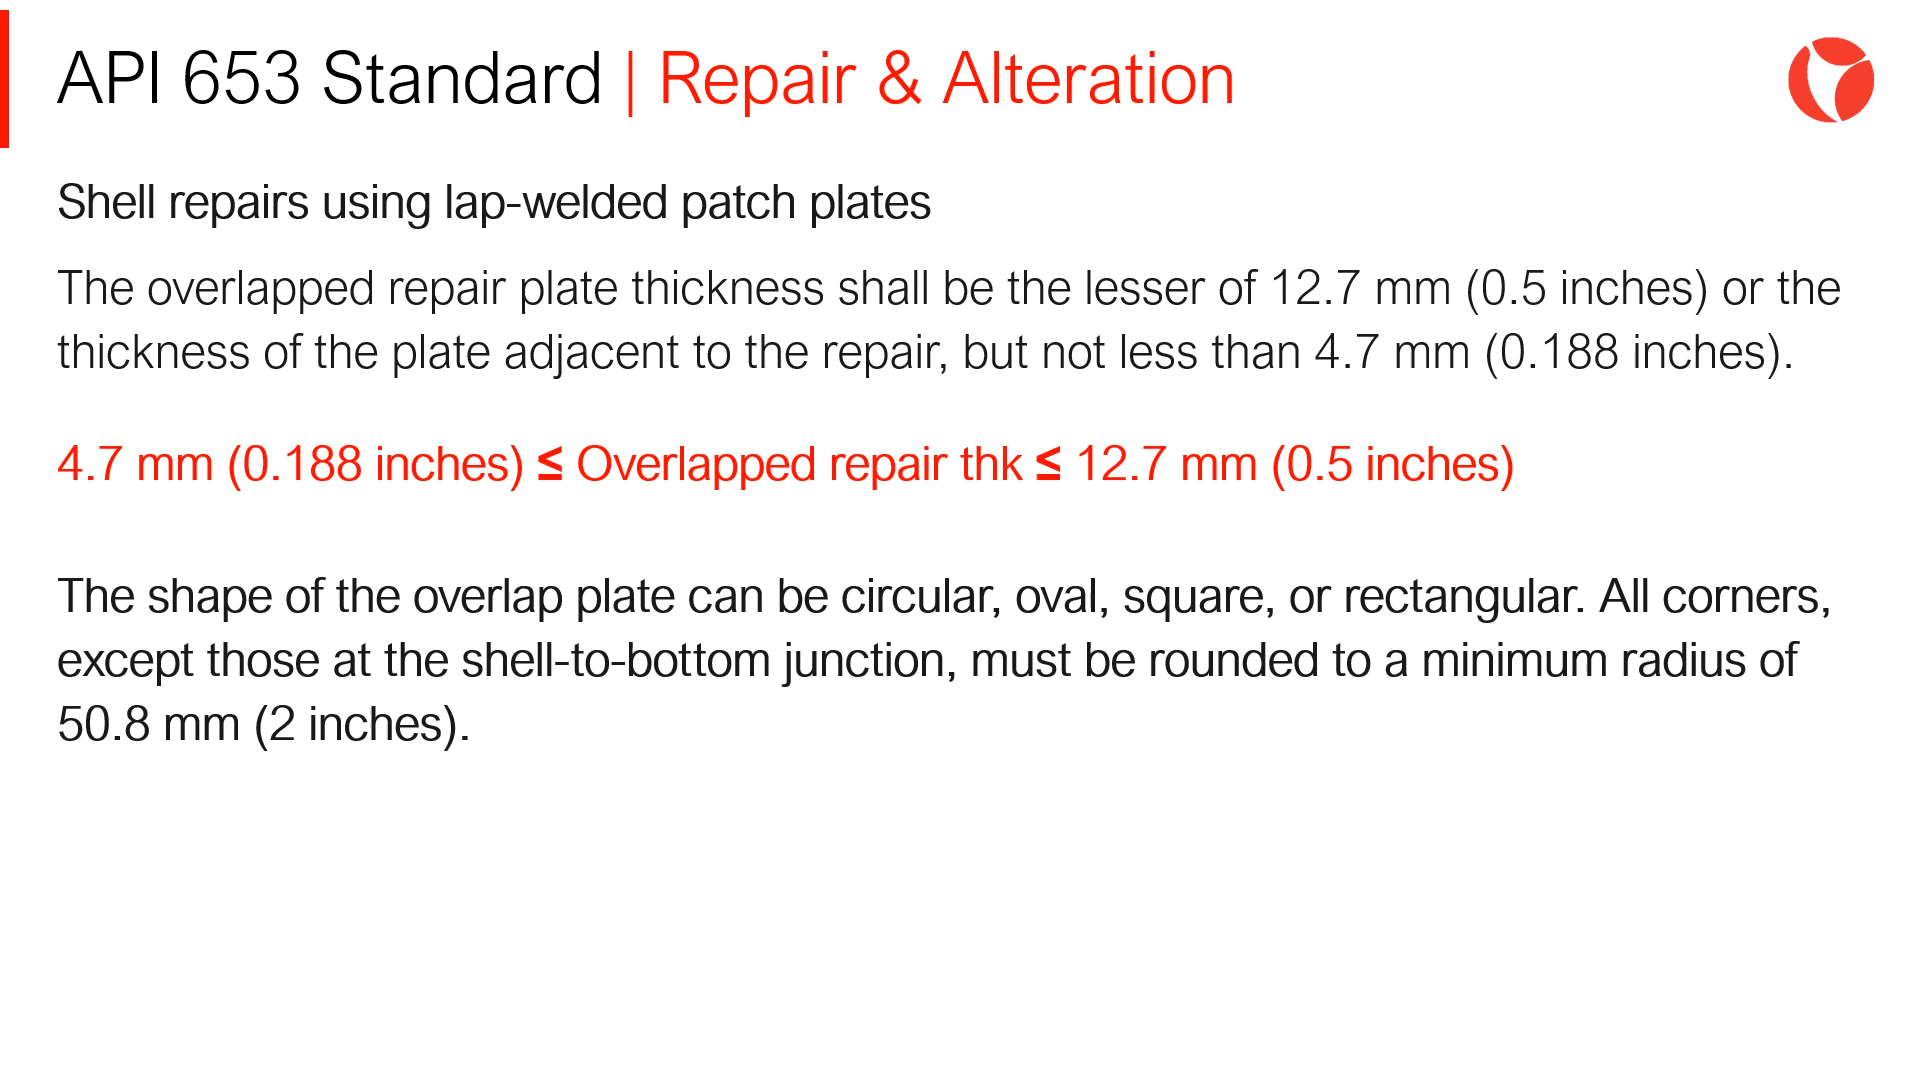 API 653 Standard | Repair & Alteration
Shell repairs using lap-welded patch plates
The overlapped repair plate thickness shall be the lesser of 12.7 mm (0.5 inches) or the
thickness of the plate adjacent to the repair, but not less than 4.7 mm (0.188 inches).
4.7 mm (0.188 inches) ≤ Overlapped repair thk ≤ 12.7 mm (0.5 inches)
The shape of the overlap plate can be circular, oval, square, or rectangular. All corners,
except those at the shell-to-bottom junction, must be rounded to a minimum radius of
50.8 mm (2 inches).